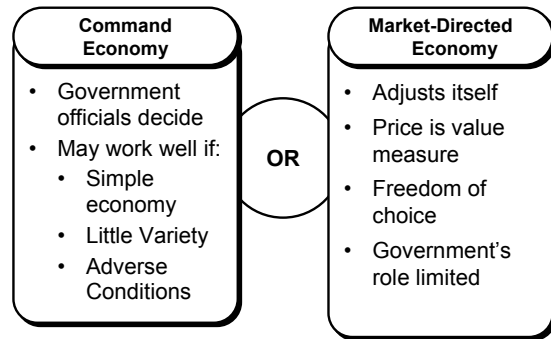 Command
Economy
• Government
officials decide
• May work well if:
• Simple
economy
• Little Variety
• Adverse
Conditions
OR
Market-Directed
Economy
• Adjusts itself
• Price is value
measure
• Freedom of
choice
• Government’s
role limited